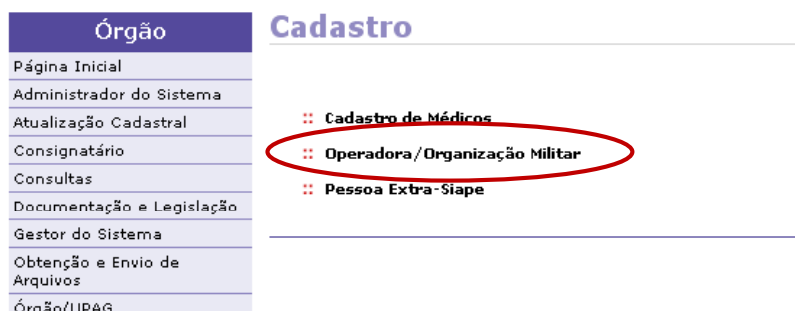 Órgão
Página Inicial
Administrador do Sistema
Atualização Cadastral
Consignatário
Consultas
Documentação e Legislação
Gestor do Sistema
Obtenção e Envio de
Arquivos
Órgão/UPAG
Cadastro
:: Cadastro de Médicos
:: Operadora/Organização Militar
:: Pessoa Extra-Siape